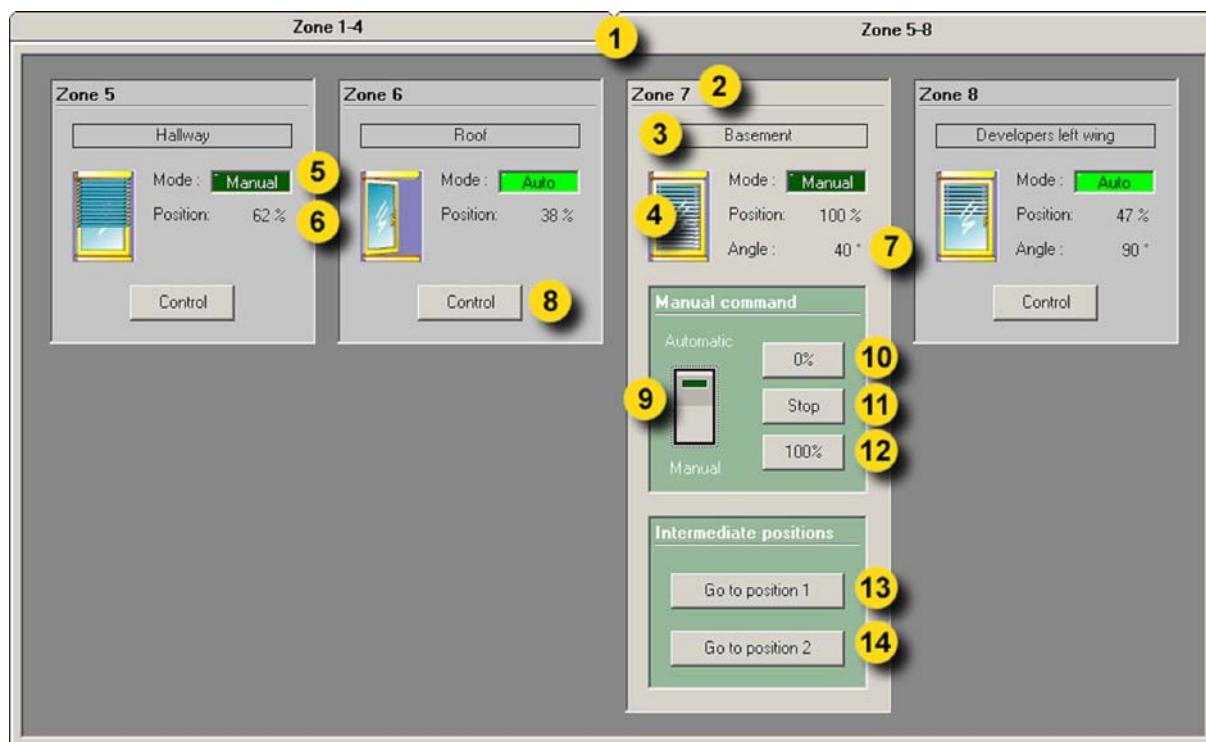 Zone 1-4
1
Zone 5-8
Zone 5
Hallway
Mode : Manual 5
Position: 62 % 6
Control
Zone 6
Roof
Mode : Auto
Position: 38 %
Control 8
Zone 7 2
3 Basement
4
Mode : Manual
Position: 100 %
Angle : 40 ° 7
Manual command
Automatic
9
Manual
0% 10
Stop 11
100% 12
Intermediate positions
Go to position 1 13
Go to position 2 14
Zone 8
Developers left wing
Mode : Auto
Position: 47 %
Angle : 90 °
Control